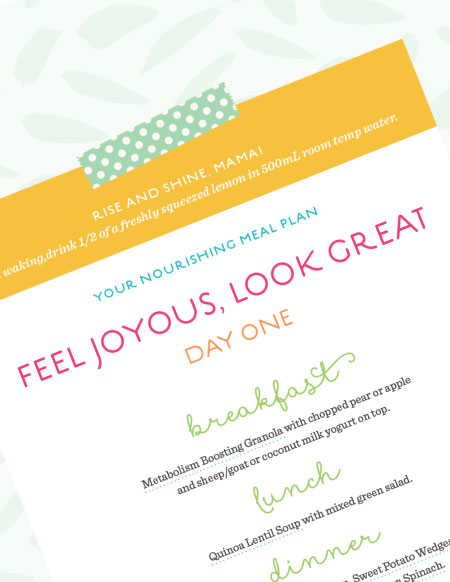 RISE AND SHINE, MAMA!
waking,drink 1/2 of a freshly squeezed lemon in 500mL room temp water.
YOUR NOURISHING MEAL PLAN
FEEL JOYOUS, LOOK GREAT
DAY ONE
breakfast
Metabolism Boosting Granola with chopped pear or apple
and sheep/goat or coconut milk yogurt on top.
lunch
Quinoa Lentil Soup with mixed green salad.
dinner
Sweet Potato Wedges
Spinach.